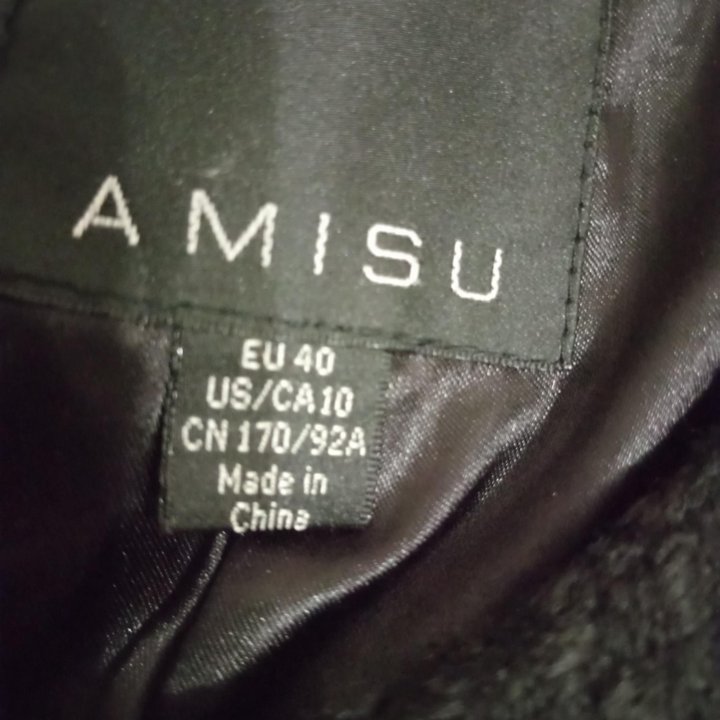 AMISU
EU 40
US/CA10
CN 170/92A
Made in
China